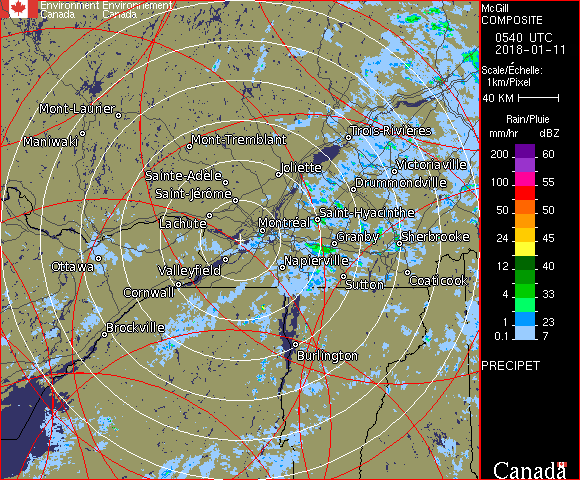 Environment Environnement
Canada Canada
McGill
COMPOSITE
0540 UTC
2018-01-11
Scale/Échelle:
1km/Pixel
40 KM
Rain/Pluie
mm/hr dBZ
200 60
192 57
100 55
50 50
24 45
12 40
4 33
1 23
0.1 7
PRECIPET
Canada
Mont-Laurier
Maniwaki
Mont-Tremblant
Trois-Rivières
Sainte-Adèle
Joliette
Victoriaville
Saint-Jérôme
Drummondville
Lachute
Montréal
Saint-Hyacinthe
Granby
Sherbrooke
Ottawa
Valleyfield
Napierville
Cornwall
Sutton
Coaticook
Brockville
Burlington